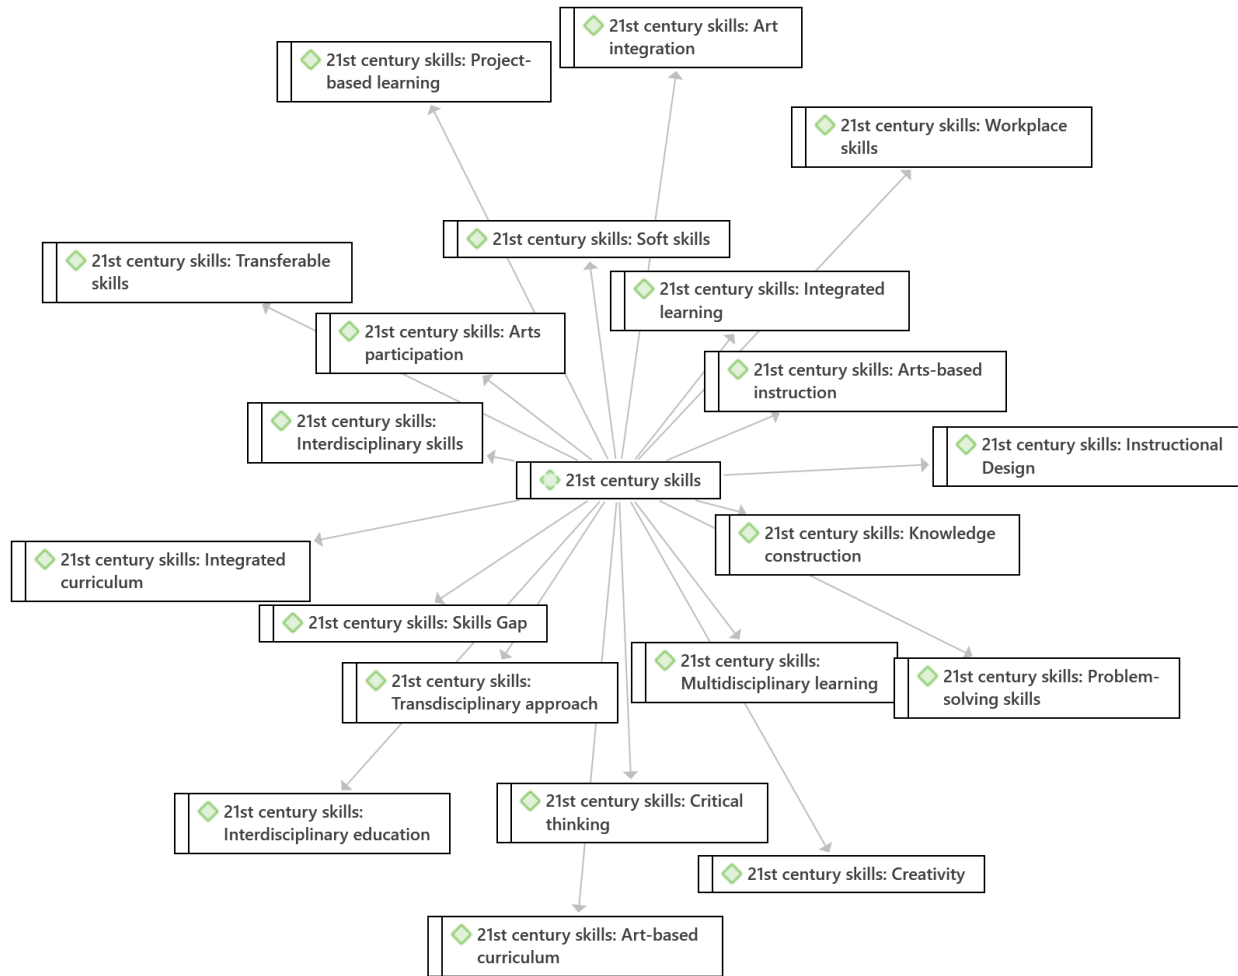 21st century skills: Art
integration
21st century skills: Project-
based learning
21st century skills: Workplace
skills
21st century skills: Soft skills
21st century skills: Transferable
skills
21st century skills: Integrated
learning
21st century skills: Arts
participation
21st century skills: Arts-based
instruction
21st century skills:
Interdisciplinary skills
21st century skills: Instructional
Design
21st century skills
21st century skills: Knowledge
construction
21st century skills: Integrated
curriculum
21st century skills: Skills Gap
21st century skills:
Multidisciplinary learning
21st century skills: Problem-
solving skills
21st century skills:
Transdisciplinary approach
21st century skills: Critical
thinking
21st century skills:
Interdisciplinary education
21st century skills: Creativity
21st century skills: Art-based
curriculum